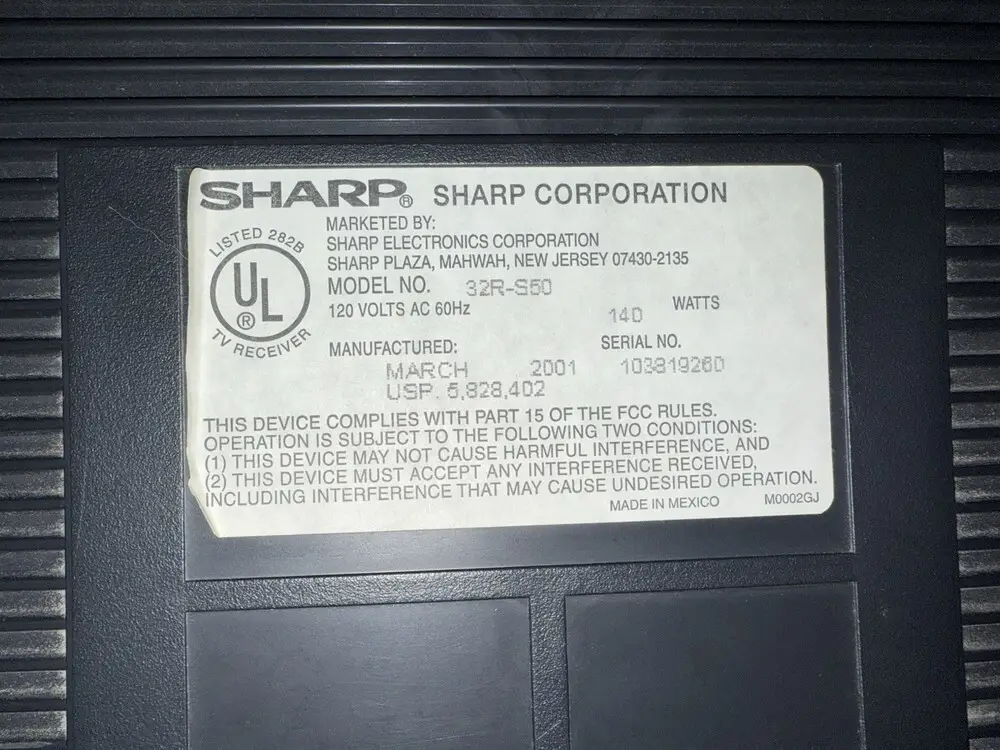 SHARP® SHARP CORPORATION
MARKETED BY:
SHARP ELECTRONICS CORPORATION
SHARP PLAZA, MAHWAH, NEW JERSEY 07430-2135
LISTED 282B
UL®
TV RECEIVER
MODEL NO. 32R-S50
120 VOLTS AC 60Hz 140 WATTS
MANUFACTURED: SERIAL NO.
MARCH 2001 103819260
USP. 5,828,402
THIS DEVICE COMPLIES WITH PART 15 OF THE FCC RULES.
OPERATION IS SUBJECT TO THE FOLLOWING TWO CONDITIONS:
(1) THIS DEVICE MAY NOT CAUSE HARMFUL INTERFERENCE, AND
(2) THIS DEVICE MUST ACCEPT ANY INTERFERENCE RECEIVED,
INCLUDING INTERFERENCE THAT MAY CAUSE UNDESIRED OPERATION.
MADE IN MEXICO M0002GJ